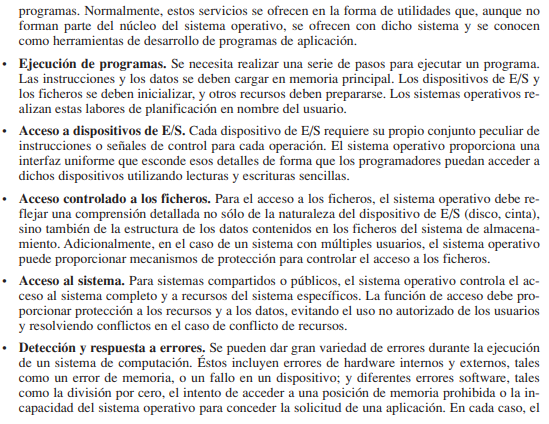 programas. Normalmente, estos servicios se ofrecen en la forma de utilidades que, aunque no
forman parte del núcleo del sistema operativo, se ofrecen con dicho sistema y se conocen
como herramientas de desarrollo de programas de aplicación.
• Ejecución de programas. Se necesita realizar una serie de pasos para ejecutar un programa.
Las instrucciones y los datos se deben cargar en memoria principal. Los dispositivos de E/S y
los ficheros se deben inicializar, y otros recursos deben prepararse. Los sistemas operativos re-
alizan estas labores de planificación en nombre del usuario.
• Acceso a dispositivos de E/S. Cada dispositivo de E/S requiere su propio conjunto peculiar de
instrucciones o señales de control para cada operación. El sistema operativo proporciona una
interfaz uniforme que esconde esos detalles de forma que los programadores puedan acceder a
dichos dispositivos utilizando lecturas y escrituras sencillas.
• Acceso controlado a los ficheros. Para el acceso a los ficheros, el sistema operativo debe re-
flejar una comprensión detallada no sólo de la naturaleza del dispositivo de E/S (disco, cinta),
sino también de la estructura de los datos contenidos en los ficheros del sistema de almacena-
miento. Adicionalmente, en el caso de un sistema con múltiples usuarios, el sistema operativo
puede proporcionar mecanismos de protección para controlar el acceso a los ficheros.
• Acceso al sistema. Para sistemas compartidos o públicos, el sistema operativo controla el ac-
ceso al sistema completo y a recursos del sistema específicos. La función de acceso debe pro-
porcionar protección a los recursos y a los datos, evitando el uso no autorizado de los usuarios
y resolviendo conflictos en el caso de conflicto de recursos.
• Detección y respuesta a errores. Se pueden dar gran variedad de errores durante la ejecución
de un sistema de computación. Éstos incluyen errores de hardware internos y externos, tales
como un error de memoria, o un fallo en un dispositivo; y diferentes errores software, tales
como la división por cero, el intento de acceder a una posición de memoria prohibida o la in-
capacidad del sistema operativo para conceder la solicitud de una aplicación. En cada caso, el